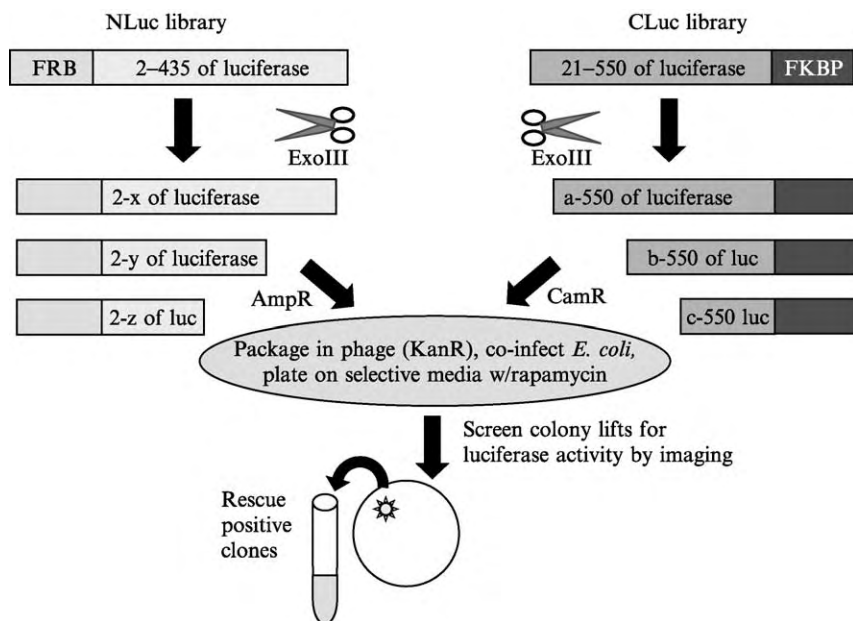 NLuc library
CLuc library
FRB
2–435 of luciferase
21–550 of luciferase
FKBP
ExoIII
ExoIII
2-x of luciferase
a-550 of luciferase
2-y of luciferase
b-550 of luc
2-z of luc
AmpR
CamR
c-550 luc
Package in phage (KanR), co-infect E. coli,
plate on selective media w/rapamycin
Screen colony lifts for
luciferase activity by imaging
Rescue
positive
clones